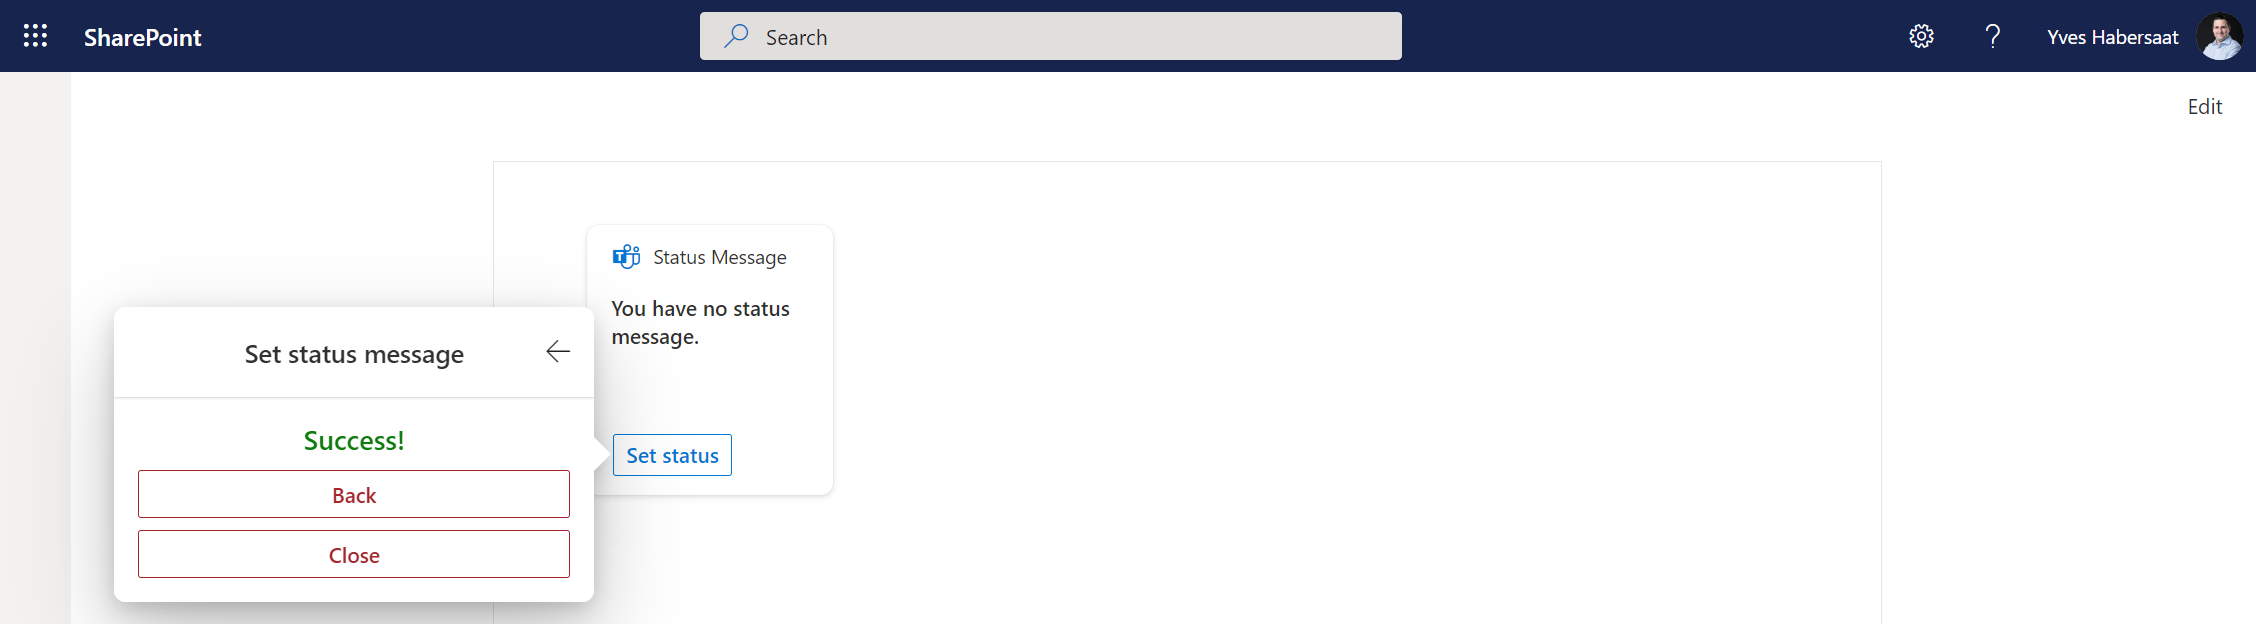 SharePoint
Search
?
Yves Habersaat
Edit
Status Message
You have no status
message.
Set status
Set status message
Success!
Back
Close